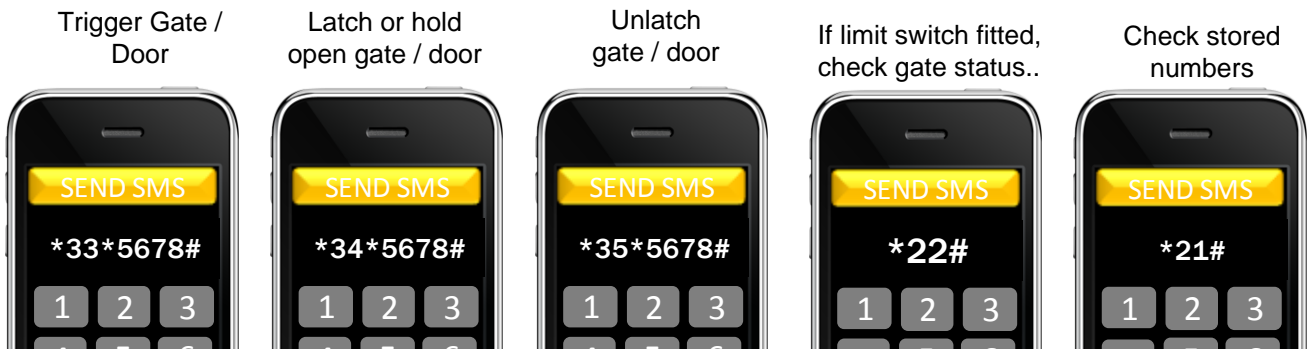 Trigger Gate /
Door
SEND SMS
*33*5678#
1 2 3
Latch or hold
open gate / door
SEND SMS
*34*5678#
1 2 3
Unlatch
gate / door
SEND SMS
*35*5678#
1 2 3
If limit switch fitted,
check gate status..
SEND SMS
*22#
1 2 3
Check stored
numbers
SEND SMS
*21#
1 2 3